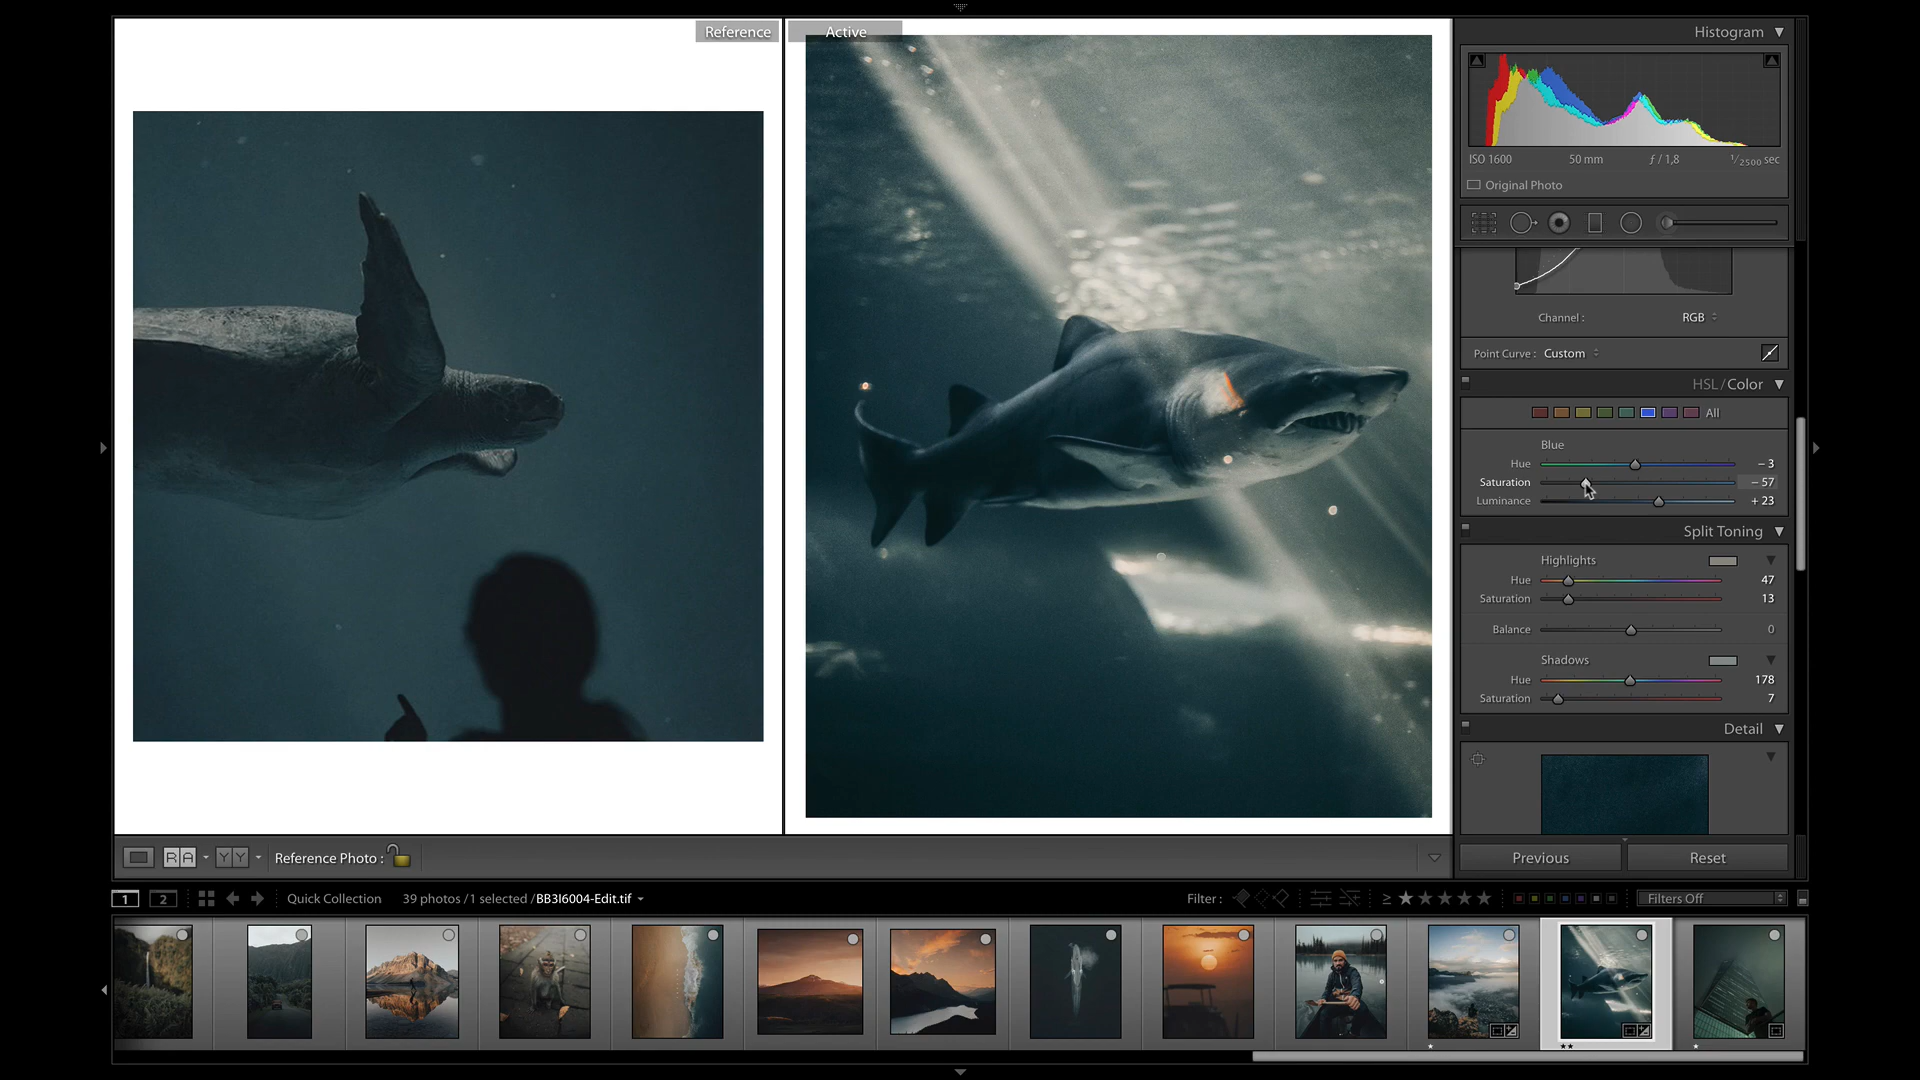 Reference
Active
Histogram
ISO 1600 50 mm ƒ / 1,8 1/2500 sec
Original Photo
Channel : RGB
Point Curve : Custom
HSL / Color
All
Blue
Hue − 3
Saturation − 57
Luminance + 23
Split Toning
Highlights
Hue 47
Saturation 13
Balance 0
Shadows
Hue 178
Saturation 7
Detail
R A Y Y Reference Photo :
Previous Reset
1 2 Quick Collection 39 photos / 1 selected / BB3I6004-Edit.tif Filter : ≥ Filters Off